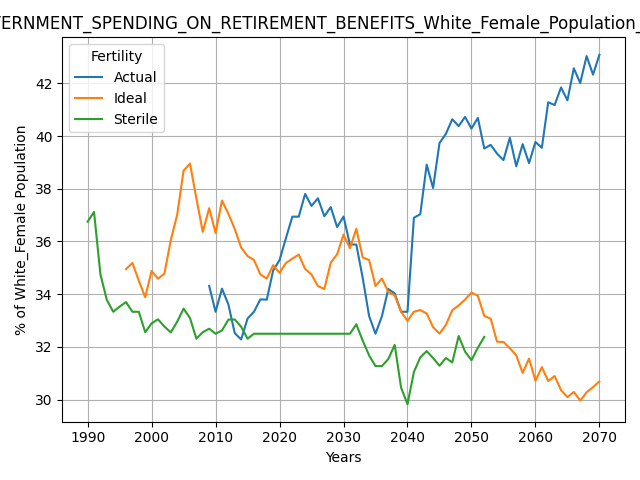 ERNMENT_SPENDING_ON_RETIREMENT_BENEFITS_White_Female_Population_
Fertility
Actual
Ideal
Sterile
% of White_Female Population
42
40
38
36
34
32
30
1990 2000 2010 2020 2030 2040 2050 2060 2070
Years